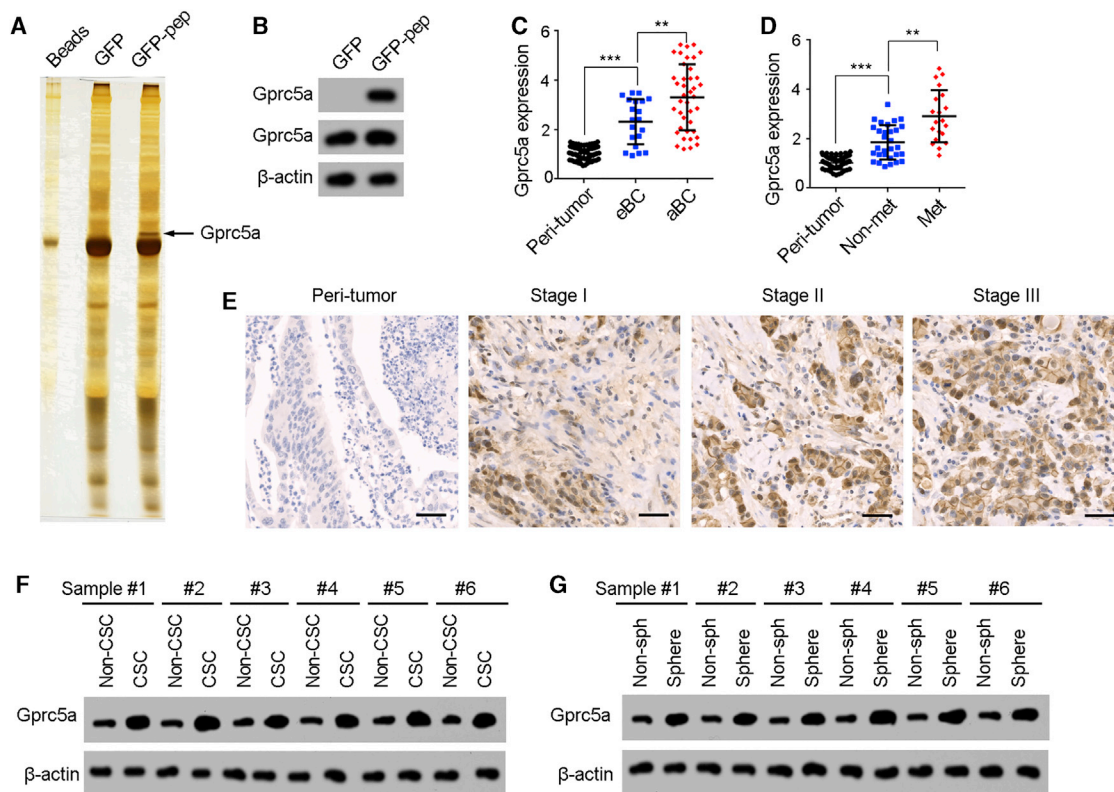 A
Beads
GFP
GFP-pep
Gprc5a
B
GFP
GFP-pep
Gprc5a
Gprc5a
β-actin
C
Gprc5a expression
6
4
2
0
***
**
Peri-tumor
eBC
aBC
D
Gprc5a expression
6
4
2
0
***
**
Peri-tumor
Non-met
Met
E
Peri-tumor
Stage I
Stage II
Stage III
F
Sample #1 #2 #3 #4 #5 #6
Non-CSC CSC Non-CSC CSC Non-CSC CSC Non-CSC CSC Non-CSC CSC Non-CSC CSC
Gprc5a
β-actin
G
Sample #1 #2 #3 #4 #5 #6
Non-sph Sphere Non-sph Sphere Non-sph Sphere Non-sph Sphere Non-sph Sphere Non-sph Sphere
Gprc5a
β-actin